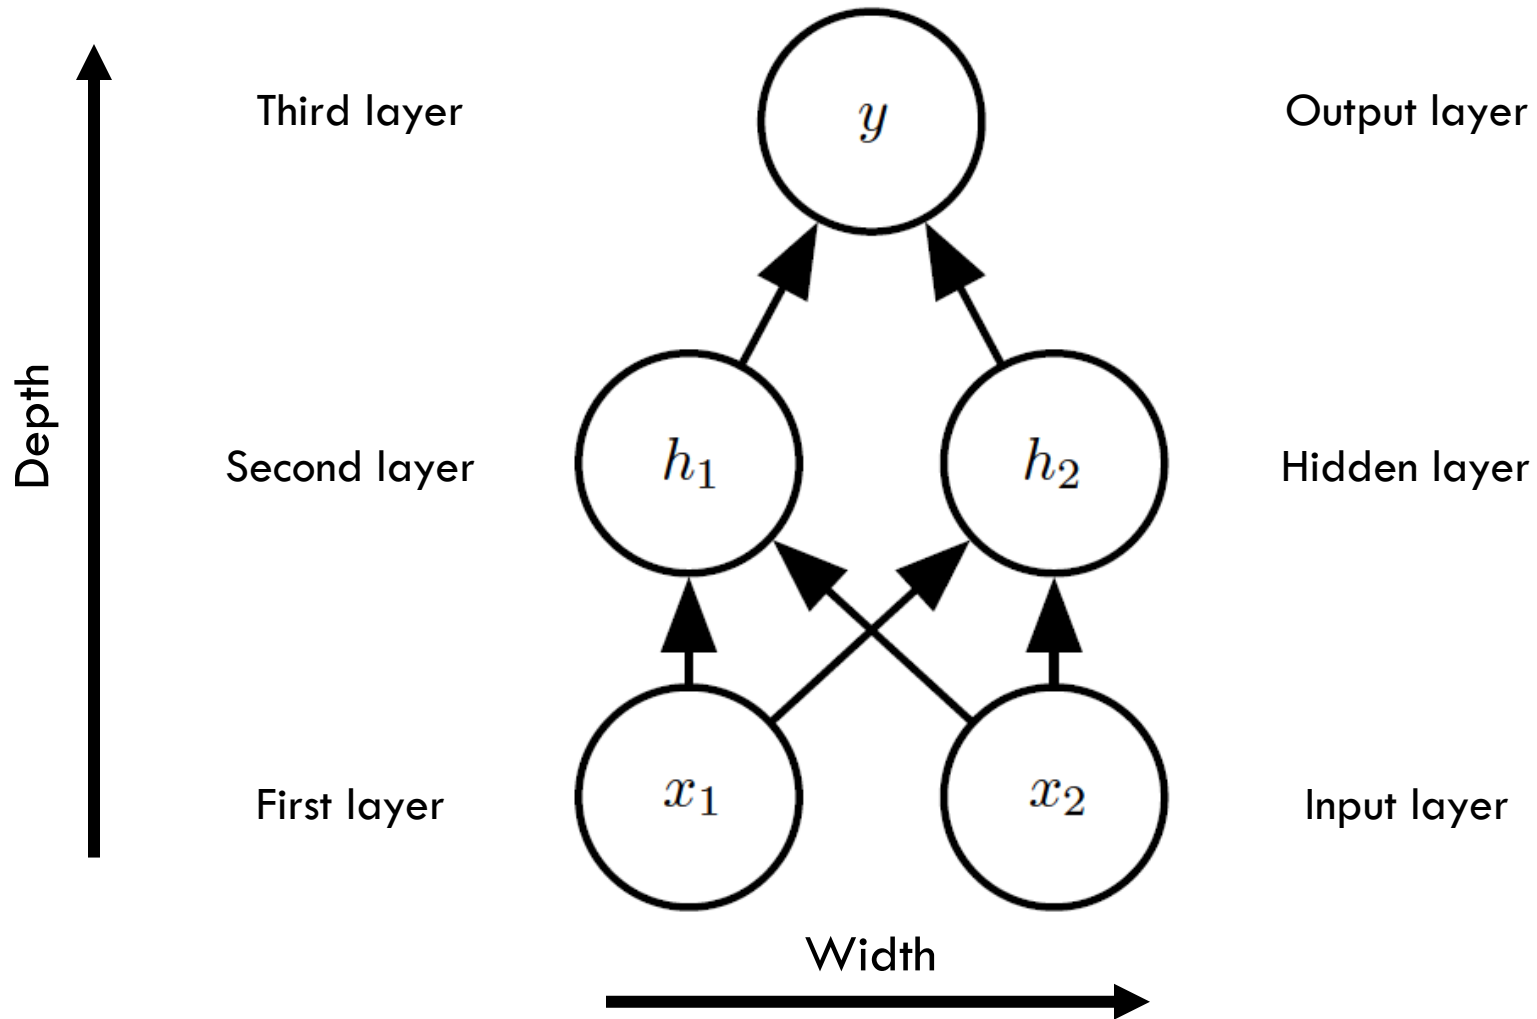 Third layer
y
Output layer
Depth
Second layer
h₁
h₂
Hidden layer
First layer
x₁
x₂
Input layer
Width